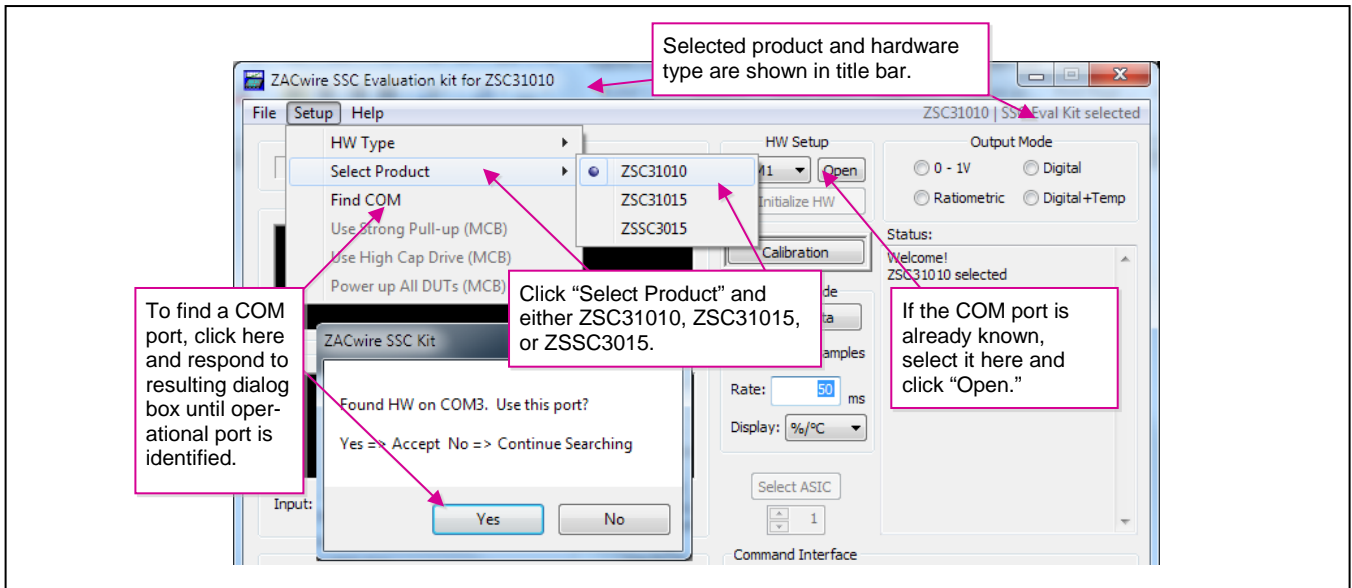 Selected product and hardware
type are shown in title bar.
ZACwire SSC Evaluation kit for ZSC31010
File Setup Help
ZSC31010 | SSC Eval Kit selected
HW Type
Select Product
Find COM
Use Strong Pull-up (MCB)
Use High Cap Drive (MCB)
Power up All DUTs (MCB)
ZSC31010
ZSC31015
ZSSC3015
HW Setup
M1 Open
Initialize HW
Calibration
Output Mode
0 - 1V Digital
Ratiometric Digital+Temp
Status:
Welcome!
ZSC31010 selected
To find a COM
port, click here
and respond to
resulting dialog
box until oper-
ational port is
identified.
Click “Select Product” and
either ZSC31010, ZSC31015,
or ZSSC3015.
If the COM port is
already known,
select it here and
click “Open.”
ZACwire SSC Kit
Found HW on COM3. Use this port?
Yes => Accept No => Continue Searching
Yes No
Rate: 50 ms
Display: %/ºC
Select ASIC
1
Input:
Command Interface